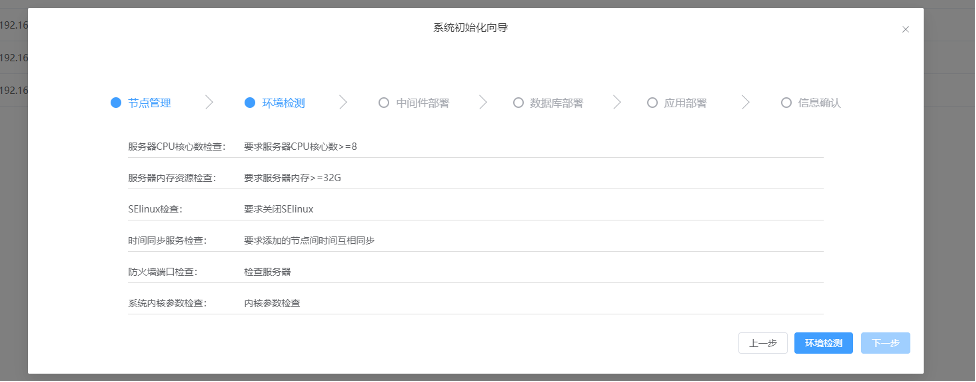 系统初始化向导
192.16
192.16
192.16
节点管理 环境检测 中间件部署 数据库部署 应用部署 信息确认
服务器CPU核心数检查： 要求服务器CPU核心数>=8
服务器内存资源检查： 要求服务器内存>=32G
SElinux检查： 要求关闭SElinux
时间同步服务检查： 要求添加的节点间时间互相同步
防火墙端口检查： 检查服务器
系统内核参数检查： 内核参数检查
上一步 环境检测 下一步